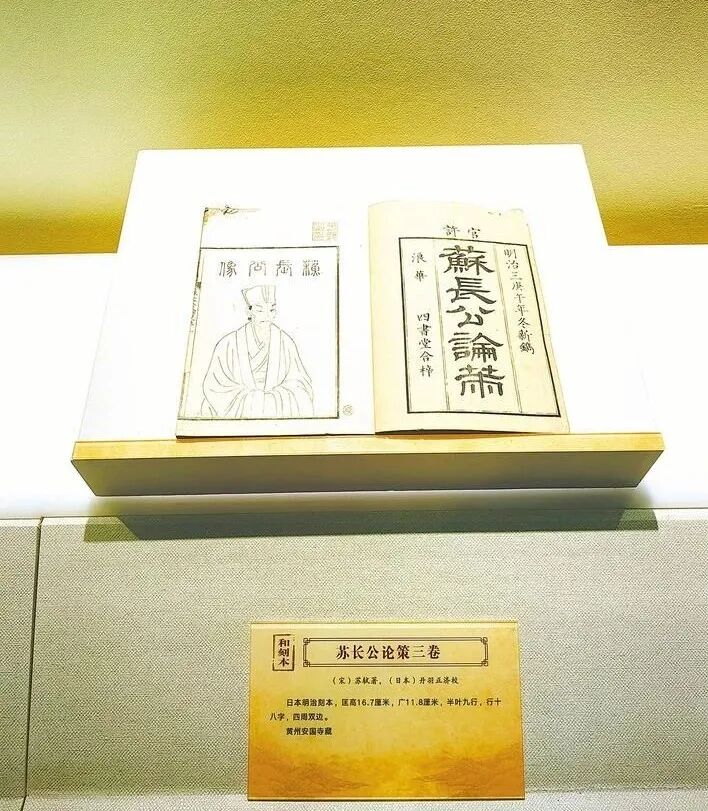 官許
明治三庚午年冬新鐫
蘇長公論策
浪華 四書堂合梓
蘇長公像
和刻本
苏长公论策三卷
（宋）苏轼著，（日本）丹羽正济校
日本明治刻本，匡高16.7厘米，广11.8厘米，半叶九行，行十
八字，四周双边。
黄州安国寺藏